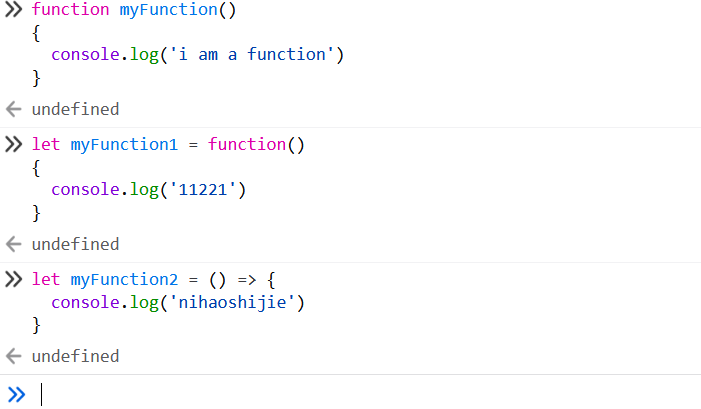 function myFunction()
{
  console.log('i am a function')
}
undefined
let myFunction1 = function()
{
  console.log('11221')
}
undefined
let myFunction2 = () => {
  console.log('nihaoshijie')
}
undefined